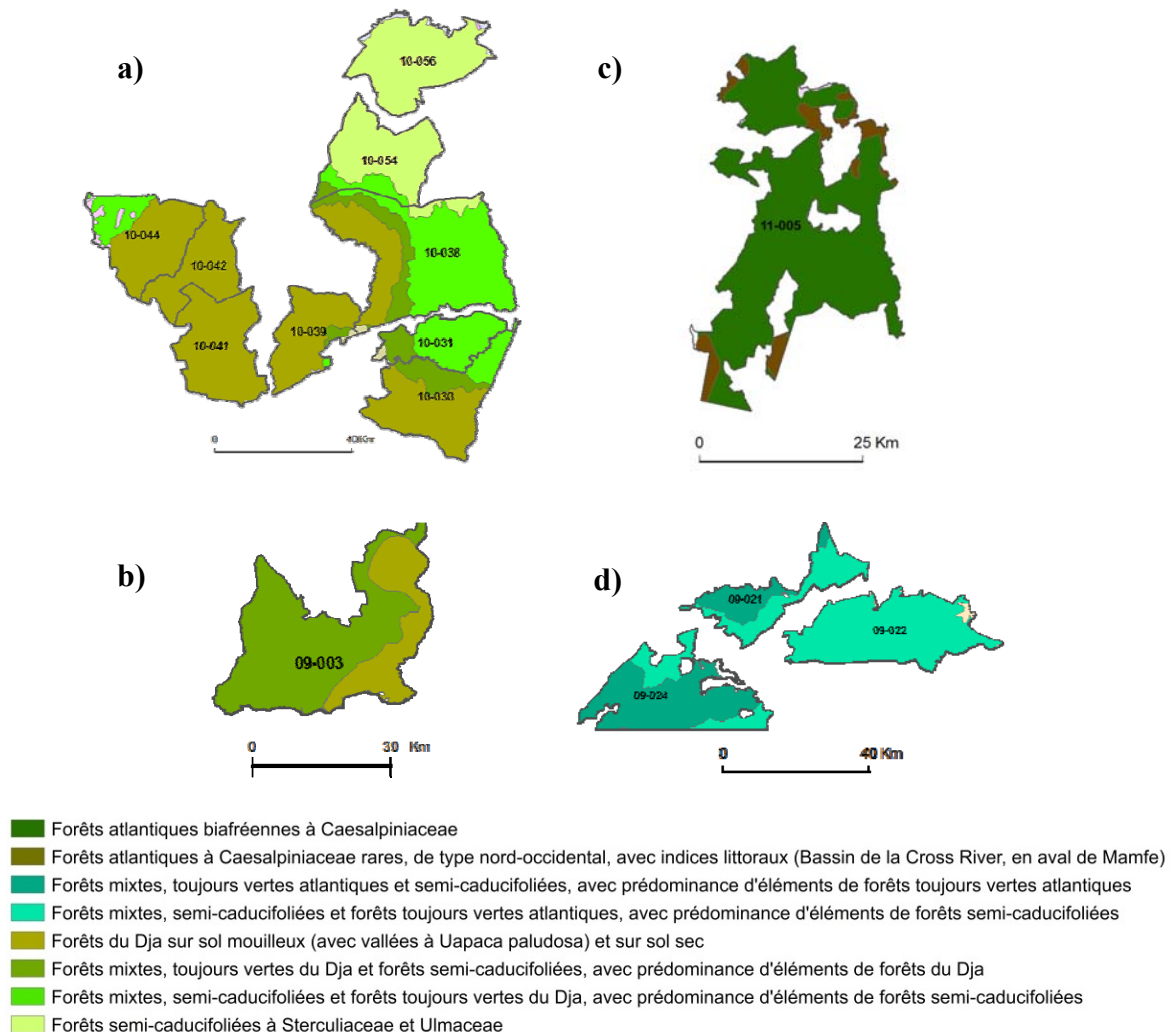 a)
10-056
10-054
10-044
10-042
10-038
10-039
10-041
10-031
10-030
0
40 Km
c)
11-005
0 25 Km
b)
09-003
0 30 Km
d)
09-021
09-022
09-024
0 40 Km
Forêts atlantiques biafréennes à Caesalpiniaceae
Forêts atlantiques à Caesalpiniaceae rares, de type nord-occidental, avec indices littoraux (Bassin de la Cross River, en aval de Mamfe)
Forêts mixtes, toujours vertes atlantiques et semi-caducifoliées, avec prédominance d'éléments de forêts toujours vertes atlantiques
Forêts mixtes, semi-caducifoliées et forêts toujours vertes atlantiques, avec prédominance d'éléments de forêts semi-caducifoliées
Forêts du Dja sur sol mouilleux (avec vallées à Uapaca paludosa) et sur sol sec
Forêts mixtes, toujours vertes du Dja et forêts semi-caducifoliées, avec prédominance d'éléments de forêts du Dja
Forêts mixtes, semi-caducifoliées et forêts toujours vertes du Dja, avec prédominance d'éléments de forêts semi-caducifoliées
Forêts semi-caducifoliées à Sterculiaceae et Ulmaceae